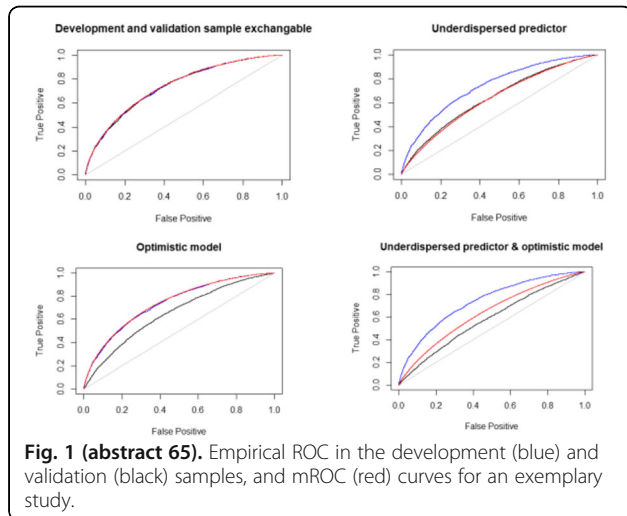 Development and validation sample exchangable
True Positive
0.0 0.2 0.4 0.6 0.8 1.0
0.0 0.2 0.4 0.6 0.8 1.0
False Positive
Underdispersed predictor
True Positive
0.0 0.2 0.4 0.6 0.8 1.0
0.0 0.2 0.4 0.6 0.8 1.0
False Positive
Optimistic model
True Positive
0.0 0.2 0.4 0.6 0.8 1.0
0.0 0.2 0.4 0.6 0.8 1.0
False Positive
Underdispersed predictor & optimistic model
True Positive
0.0 0.2 0.4 0.6 0.8 1.0
0.0 0.2 0.4 0.6 0.8 1.0
False Positive
Fig. 1 (abstract 65). Empirical ROC in the development (blue) and
validation (black) samples, and mROC (red) curves for an exemplary
study.